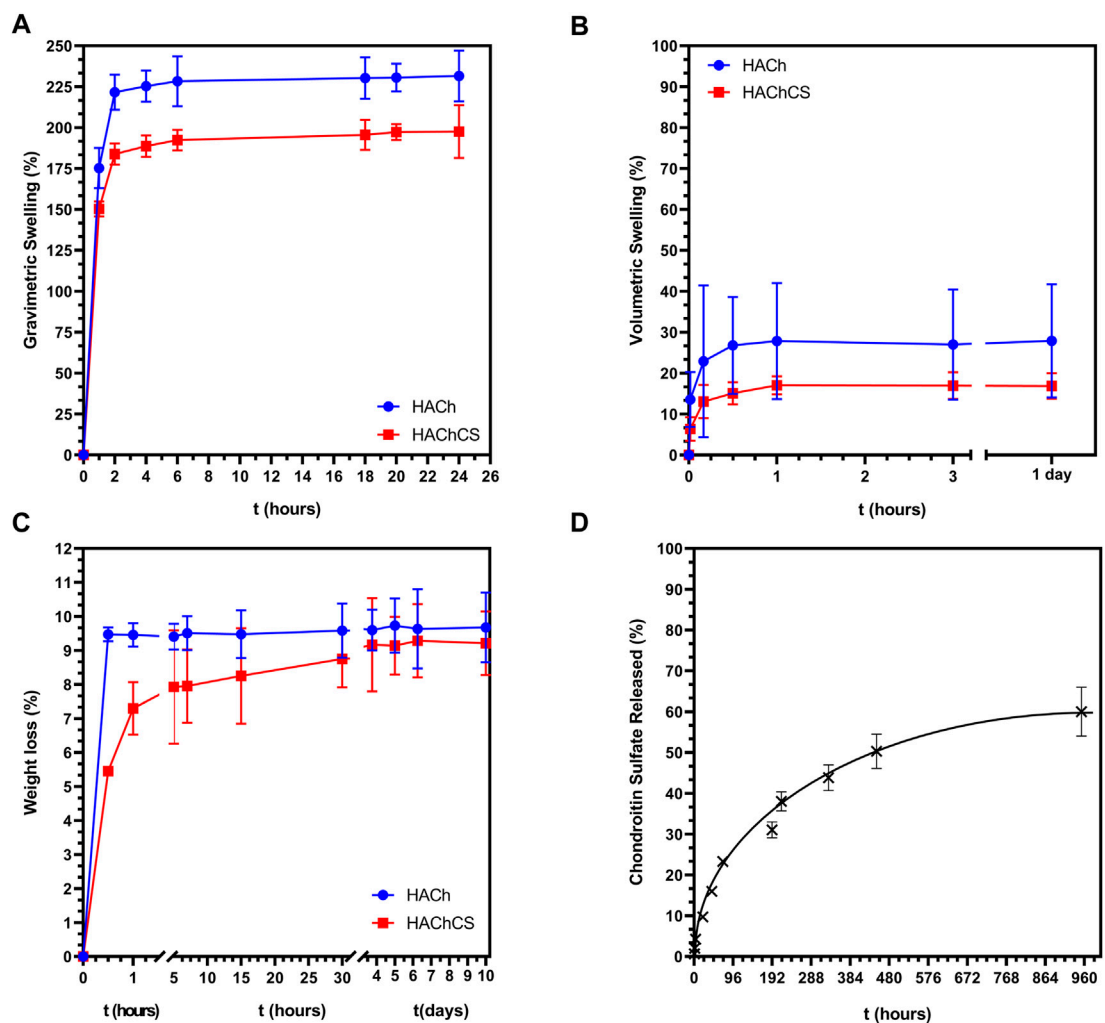 A
Gravimetric Swelling (%)
250
225
200
175
150
125
100
75
50
25
0
HACh
HAChCS
0 2 4 6 8 10 12 14 16 18 20 22 24 26
t (hours)
B
Volumetric Swelling (%)
100
90
80
70
60
50
40
30
20
10
0
HACh
HAChCS
0 1 2 3 1 day
t (hours)
C
Weight loss (%)
12
11
10
9
8
7
6
5
4
3
2
1
0
HACh
HAChCS
0 1 5 10 20 30 4 5 6 7 8 9 10
t (hours) t (hours) t(days)
D
Chondroitin Sulfate Released (%)
100
90
80
70
60
50
40
30
20
10
0
0 96 192 288 384 480 576 672 768 864 960
t (hours)